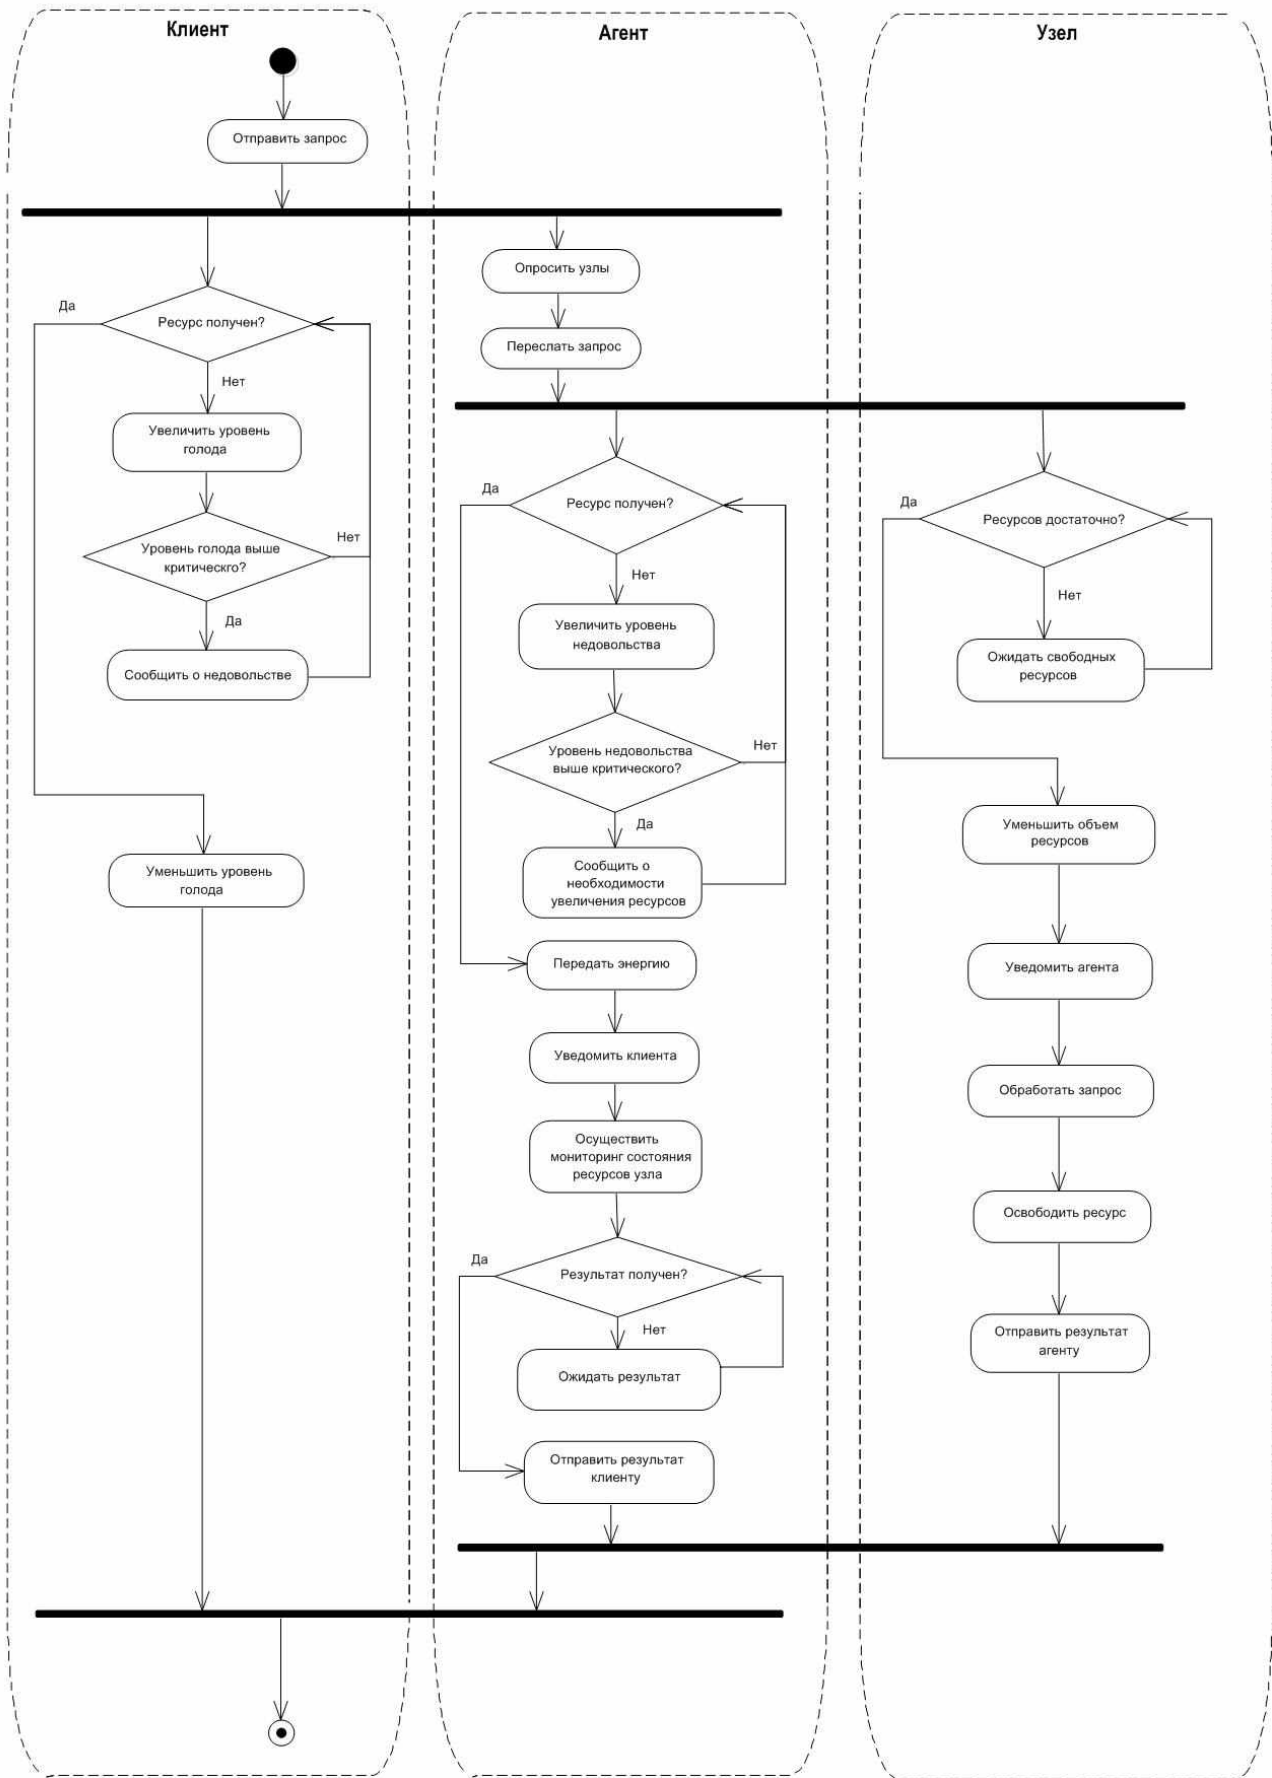 Клиент
Отправить запрос
Да
Ресурс получен?
Нет
Увеличить уровень
голода
Уровень голода выше
критическго?
Нет
Да
Сообщить о недовольстве
Уменьшить уровень
голода
Агент
Опросить узлы
Переслать запрос
Да
Ресурс получен?
Нет
Увеличить уровень
недовольства
Уровень недовольства
выше критического?
Нет
Да
Сообщить о
необходимости
увеличения ресурсов
Передать энергию
Уведомить клиента
Осуществить
мониторинг состояния
ресурсов узла
Да
Результат получен?
Нет
Ожидать результат
Отправить результат
клиенту
Узел
Да
Ресурсов достаточно?
Нет
Ожидать свободных
ресурсов
Уменьшить объем
ресурсов
Уведомить агента
Обработать запрос
Освободить ресурс
Отправить результат
агенту